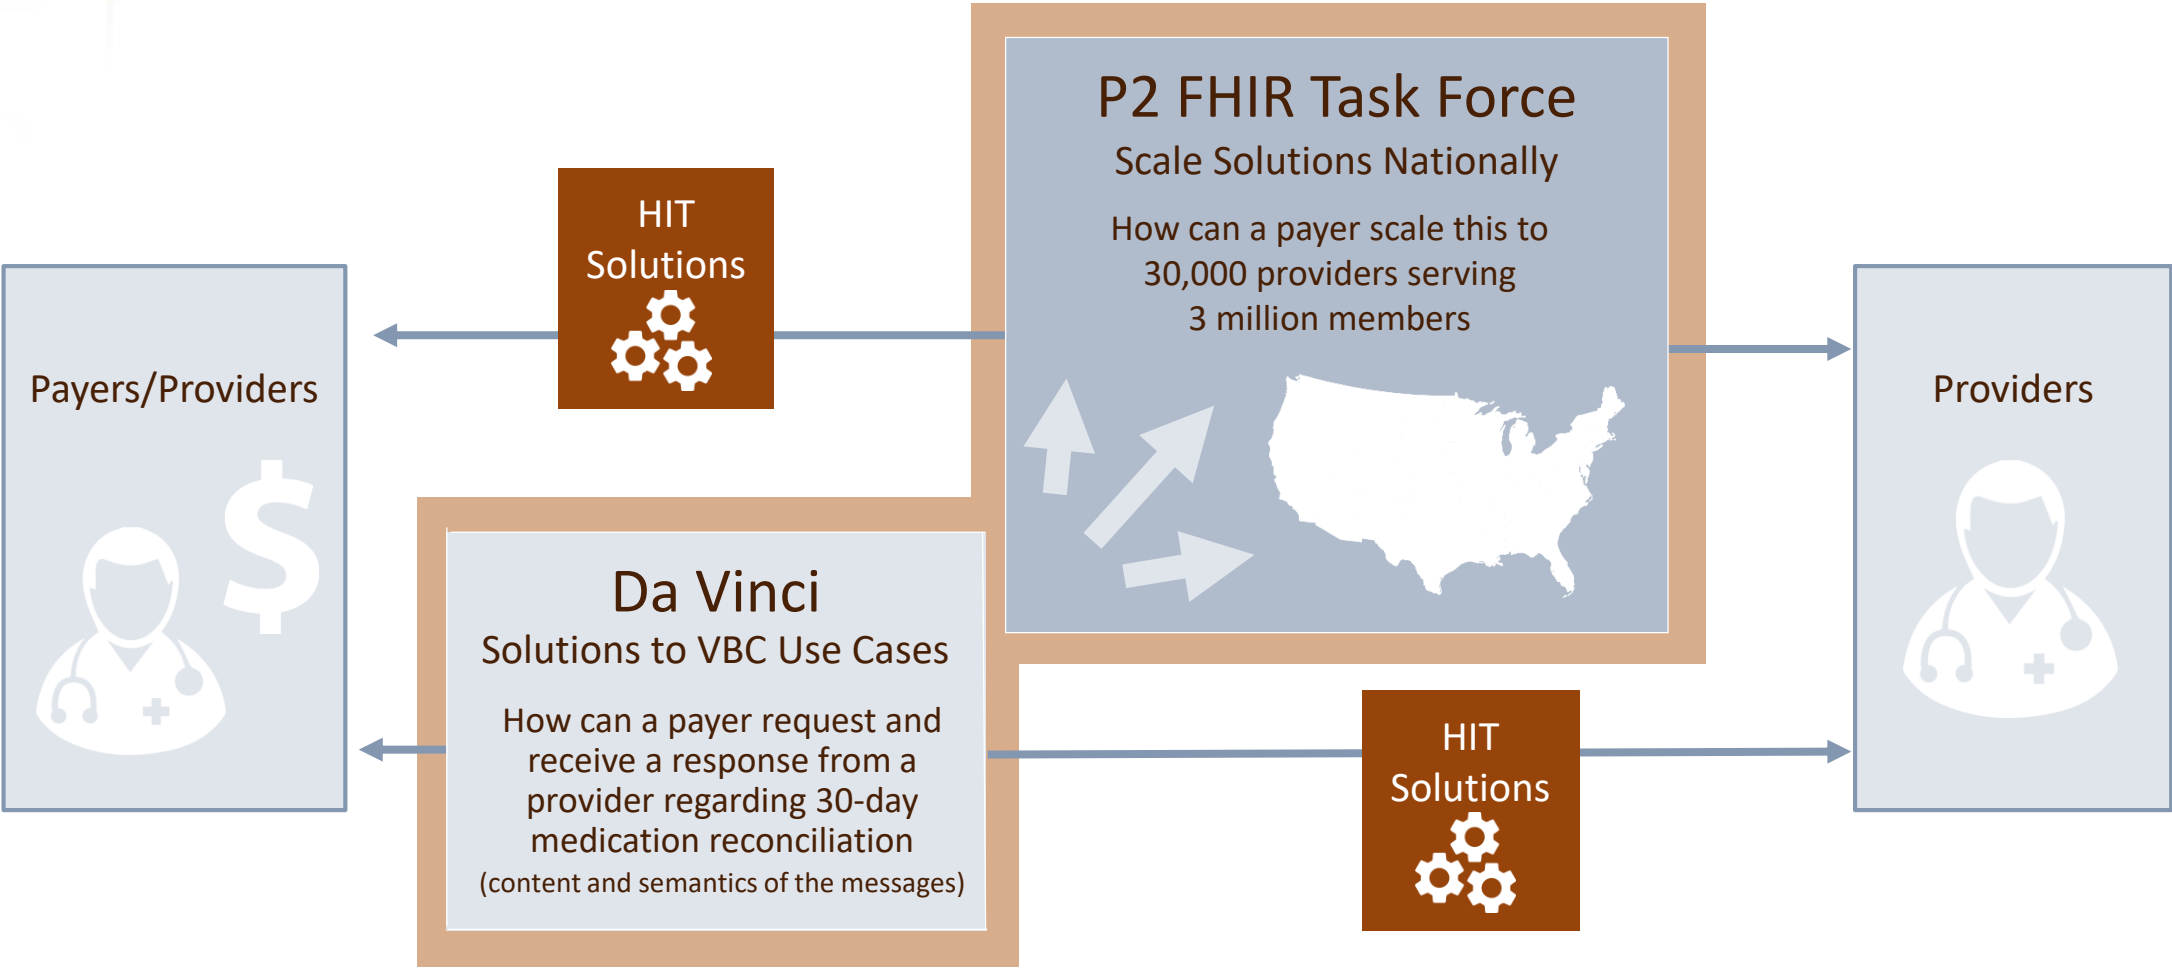 P2 FHIR Task Force
Scale Solutions Nationally
How can a payer scale this to
30,000 providers serving
3 million members
HIT
Solutions
Payers/Providers
$
Providers
Da Vinci
Solutions to VBC Use Cases
How can a payer request and
receive a response from a
provider regarding 30-day
medication reconciliation
(content and semantics of the messages)
HIT
Solutions